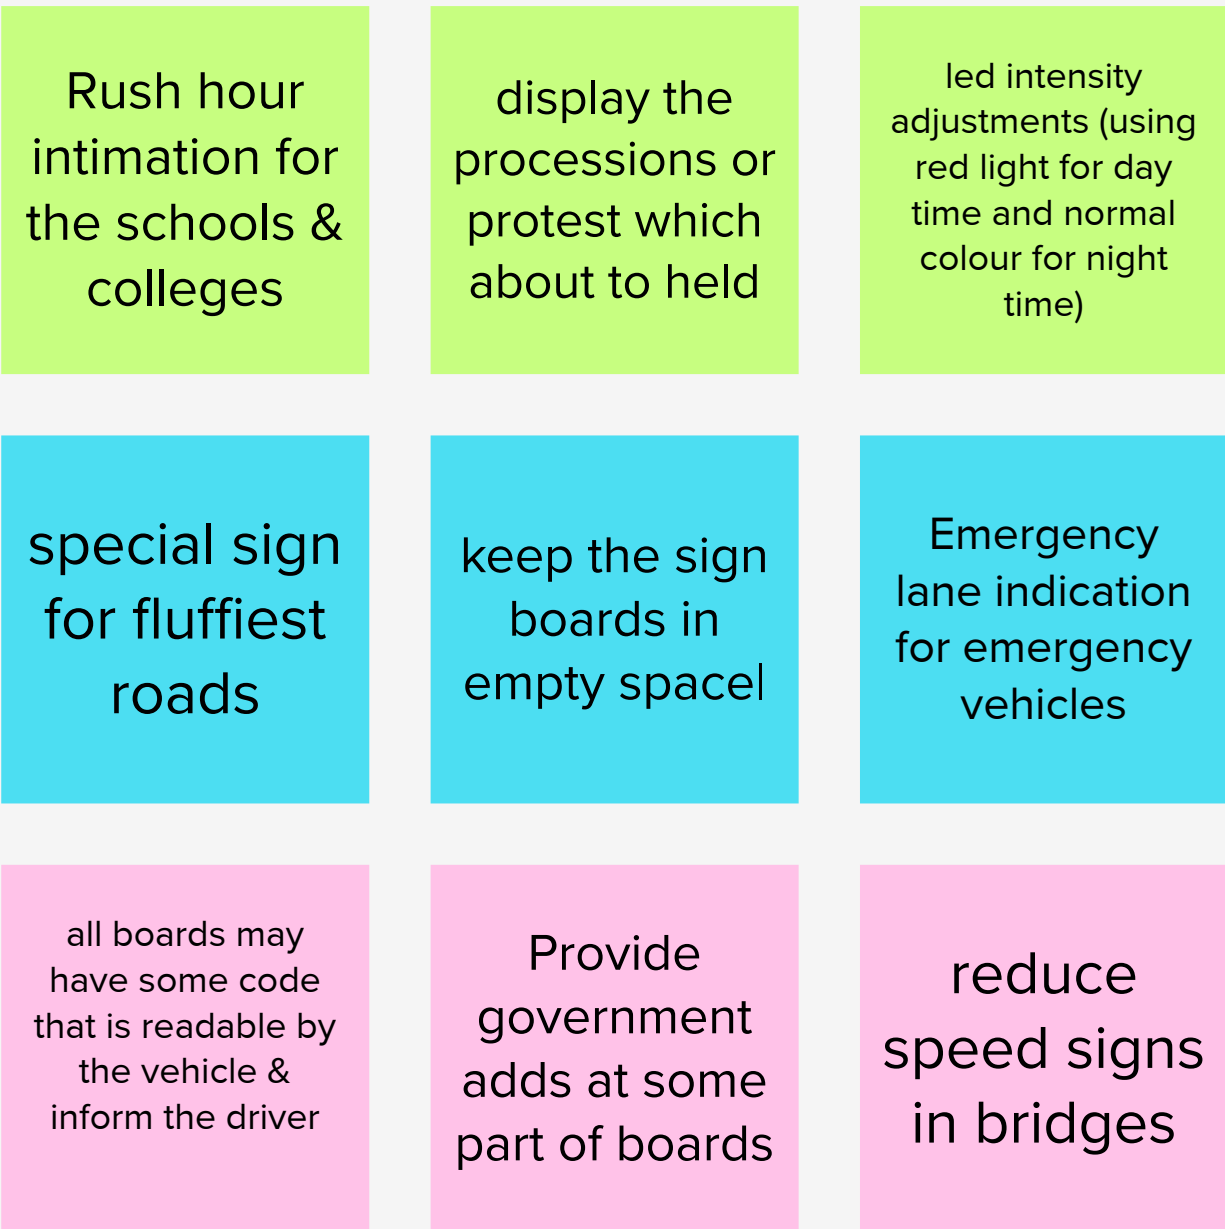 Rush hour
intimation for
the schools &
colleges
display the
processions or
protest which
about to held
led intensity
adjustments (using
red light for day
time and normal
colour for night
time)
special sign
for fluffiest
roads
keep the sign
boards in
empty spacel
Emergency
lane indication
for emergency
vehicles
all boards may
have some code
that is readable by
the vehicle &
inform the driver
Provide
government
adds at some
part of boards
reduce
speed signs
in bridges